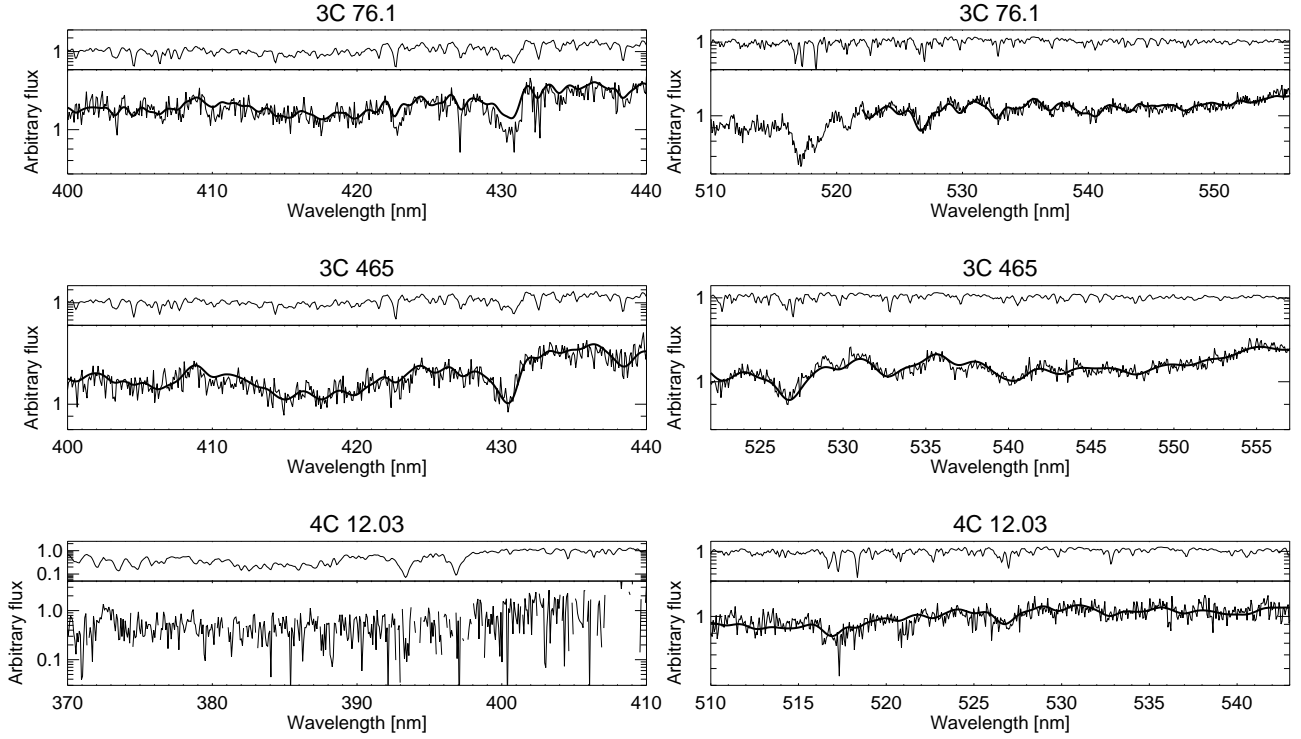 3C 76.1
1
Arbitrary flux
1
400 410 420 430 440
Wavelength [nm]
3C 76.1
1
Arbitrary flux
1
510 520 530 540 550
Wavelength [nm]
3C 465
1
Arbitrary flux
1
400 410 420 430 440
Wavelength [nm]
3C 465
1
Arbitrary flux
1
525 530 535 540 545 550 555
Wavelength [nm]
4C 12.03
1.0
0.1
Arbitrary flux
1.0
0.1
370 380 390 400 410
Wavelength [nm]
4C 12.03
1
Arbitrary flux
1
510 515 520 525 530 535 540
Wavelength [nm]